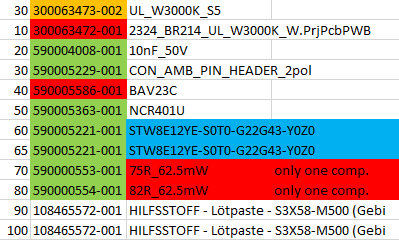 30 300063473-002 UL_W3000K_S5
10 300063472-001 2324_BR214_UL_W3000K_W.PrjPcbPWB
20 590004008-001 10nF_50V
30 590005229-001 CON_AMB_PIN_HEADER_2pol
40 590005586-001 BAV23C
50 590005363-001 NCR401U
60 590005221-001 STW8E12YE-S0T0-G22G43-Y0Z0
65 590005221-001 STW8E12YE-S0T0-G22G43-Y0Z0
70 590000553-001 75R_62.5mW only one comp.
80 590000554-001 82R_62.5mW only one comp.
90 108465572-001 HILFSSTOFF - Lötpaste - S3X58-M500 (Gebi
100 108465572-001 HILFSSTOFF - Lötpaste - S3X58-M500 (Gebi